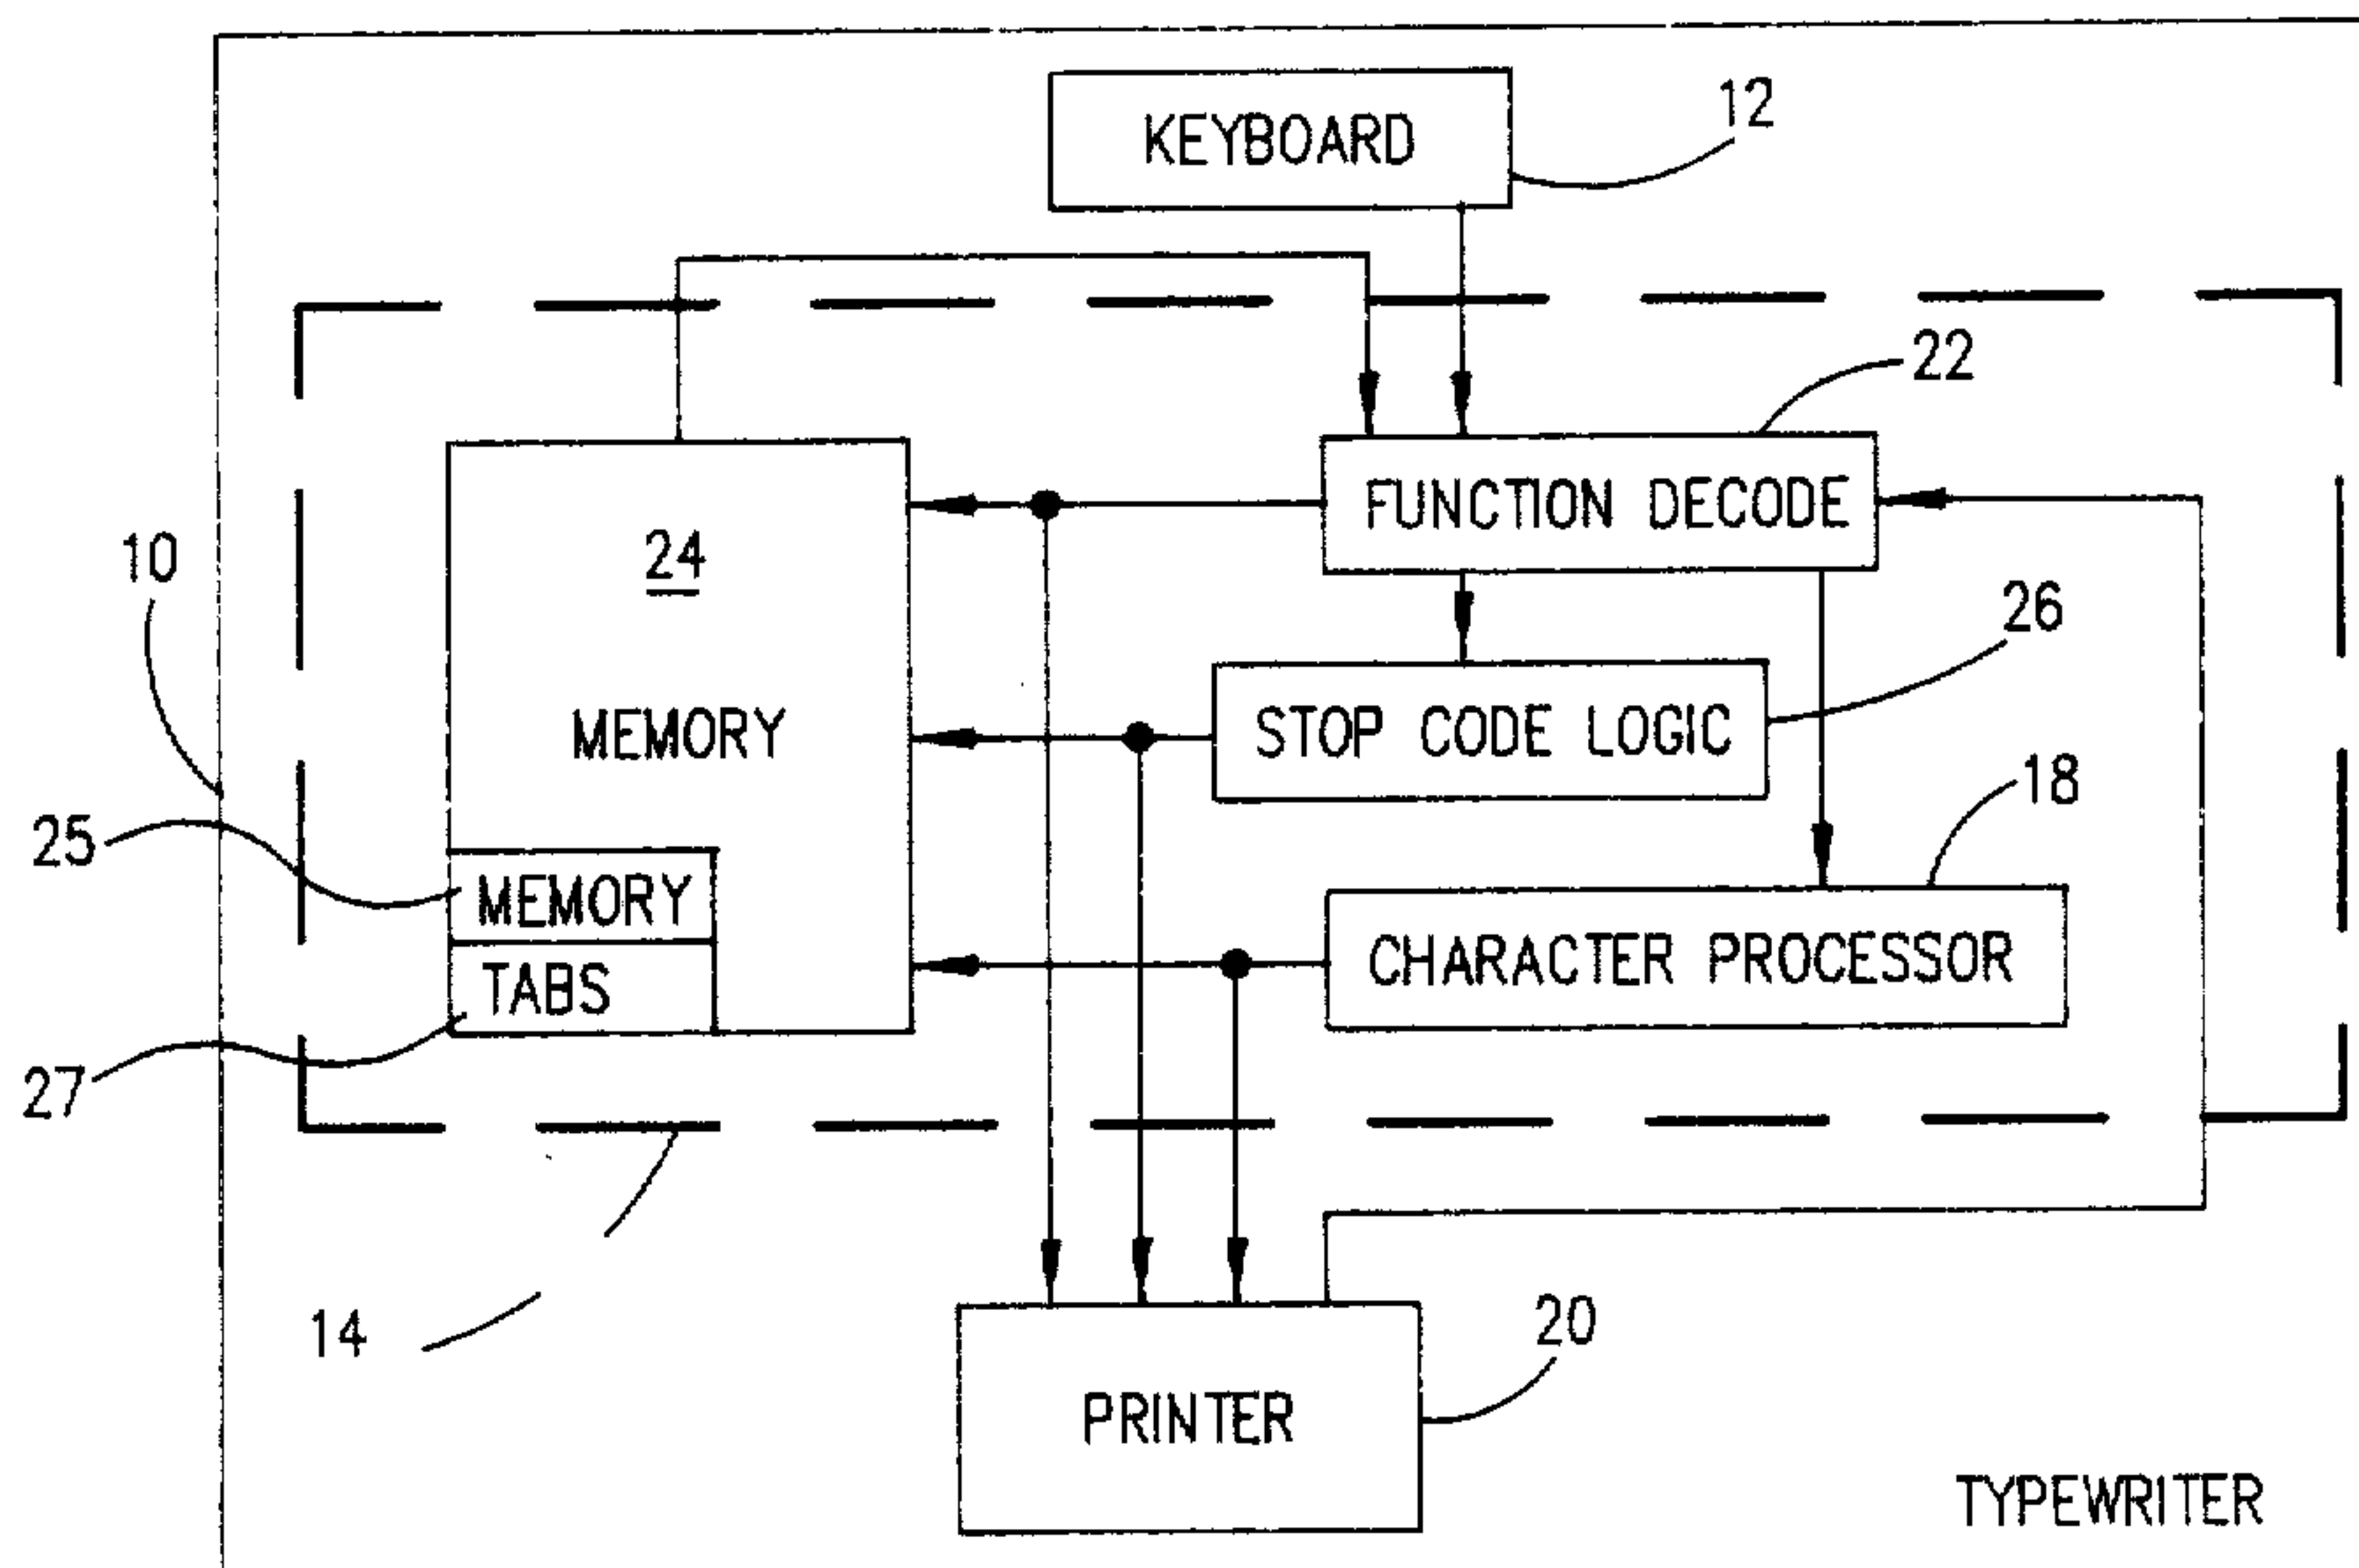 KEYBOARD
12
22
FUNCTION DECODE
10
24
26
MEMORY
STOP CODE LOGIC
18
25
MEMORY
CHARACTER PROCESSOR
TABS
27
14
20
PRINTER
TYPEWRITER